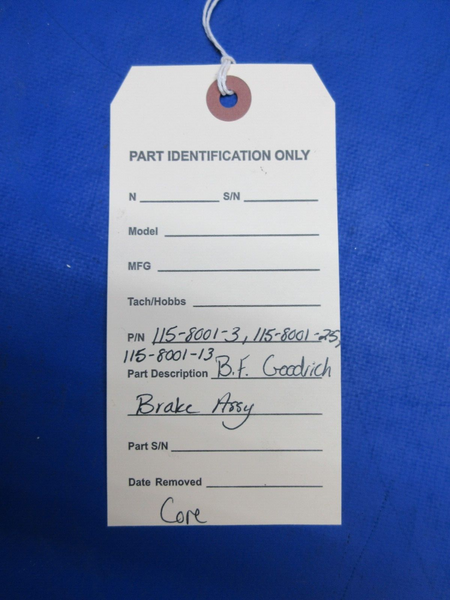 PART IDENTIFICATION ONLY
N S/N
Model
MFG
Tach/Hobbs
P/N 115-8001-3, 115-8001-25,
115-8001-13
Part Description B.F. Goodrich
Brake Assy
Part S/N
Date Removed
Core